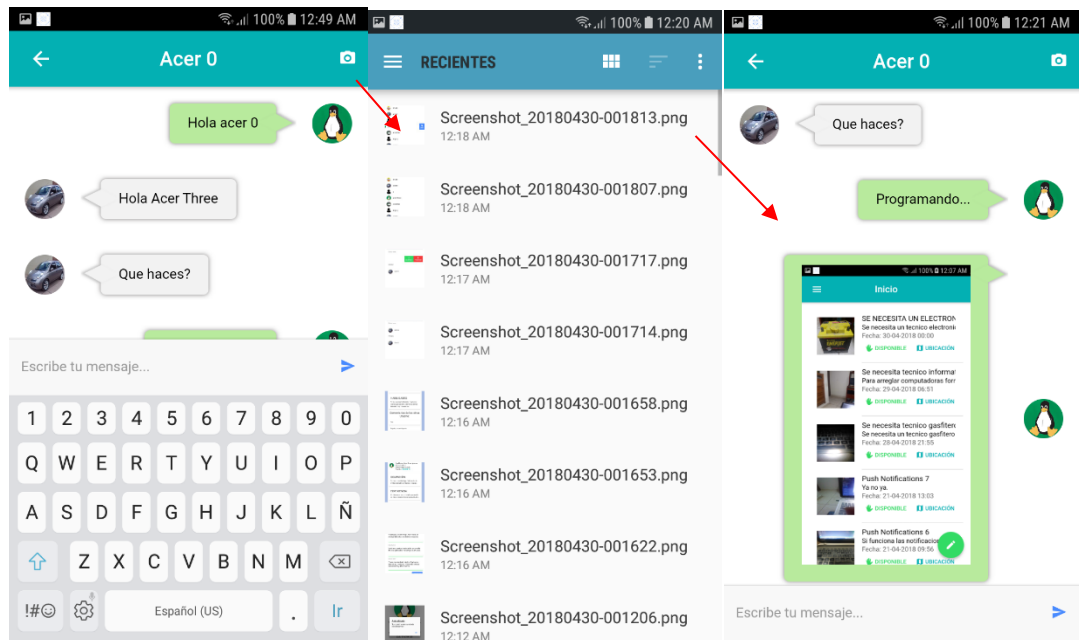 100% 12:49 AM
Acer 0
Hola acer 0
Hola Acer Three
Que haces?
Escribe tu mensaje...
1 2 3 4 5 6 7 8 9 0
Q W E R T Y U I O P
A S D F G H J K L Ñ
Z X C V B N M
!#☺ Español (US) . Ir
100% 12:20 AM
RECIENTES
Screenshot_20180430-001813.png
12:18 AM
Screenshot_20180430-001807.png
12:18 AM
Screenshot_20180430-001717.png
12:17 AM
Screenshot_20180430-001714.png
12:17 AM
Screenshot_20180430-001658.png
12:16 AM
Screenshot_20180430-001653.png
12:16 AM
Screenshot_20180430-001622.png
12:16 AM
Screenshot_20180430-001206.png
12:12 AM
100% 12:21 AM
Acer 0
Que haces?
Programando...
100% 12:07 AM
Inicio
SE NECESITA UN ELECTRON
Se necesita un tecnico electroni
Fecha: 30-04-2018 00:00
DISPONIBLE UBICACIÓN
Se necesita tecnico informat
Para arreglar computadoras forr
Fecha: 29-04-2018 06:51
DISPONIBLE UBICACIÓN
Se necesita tecnico gasfiten
Se necesita un tecnico gasfitero
Fecha: 28-04-2018 21:55
DISPONIBLE UBICACIÓN
Push Notifications 7
Ya no ya.
Fecha: 21-04-2018 13:03
DISPONIBLE UBICACIÓN
Push Notifications 6
Si funciona las notificacio
Fecha: 21-04-2018 09:56
DISPONIBLE UBICACIÓN
Escribe tu mensaje...